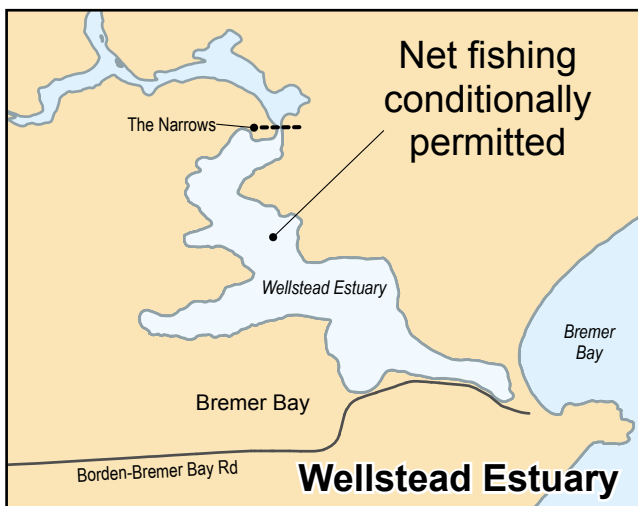 Net fishing
conditionally
permitted
The Narrows
Wellstead Estuary
Bremer
Bay
Bremer Bay
Borden-Bremer Bay Rd
Wellstead Estuary